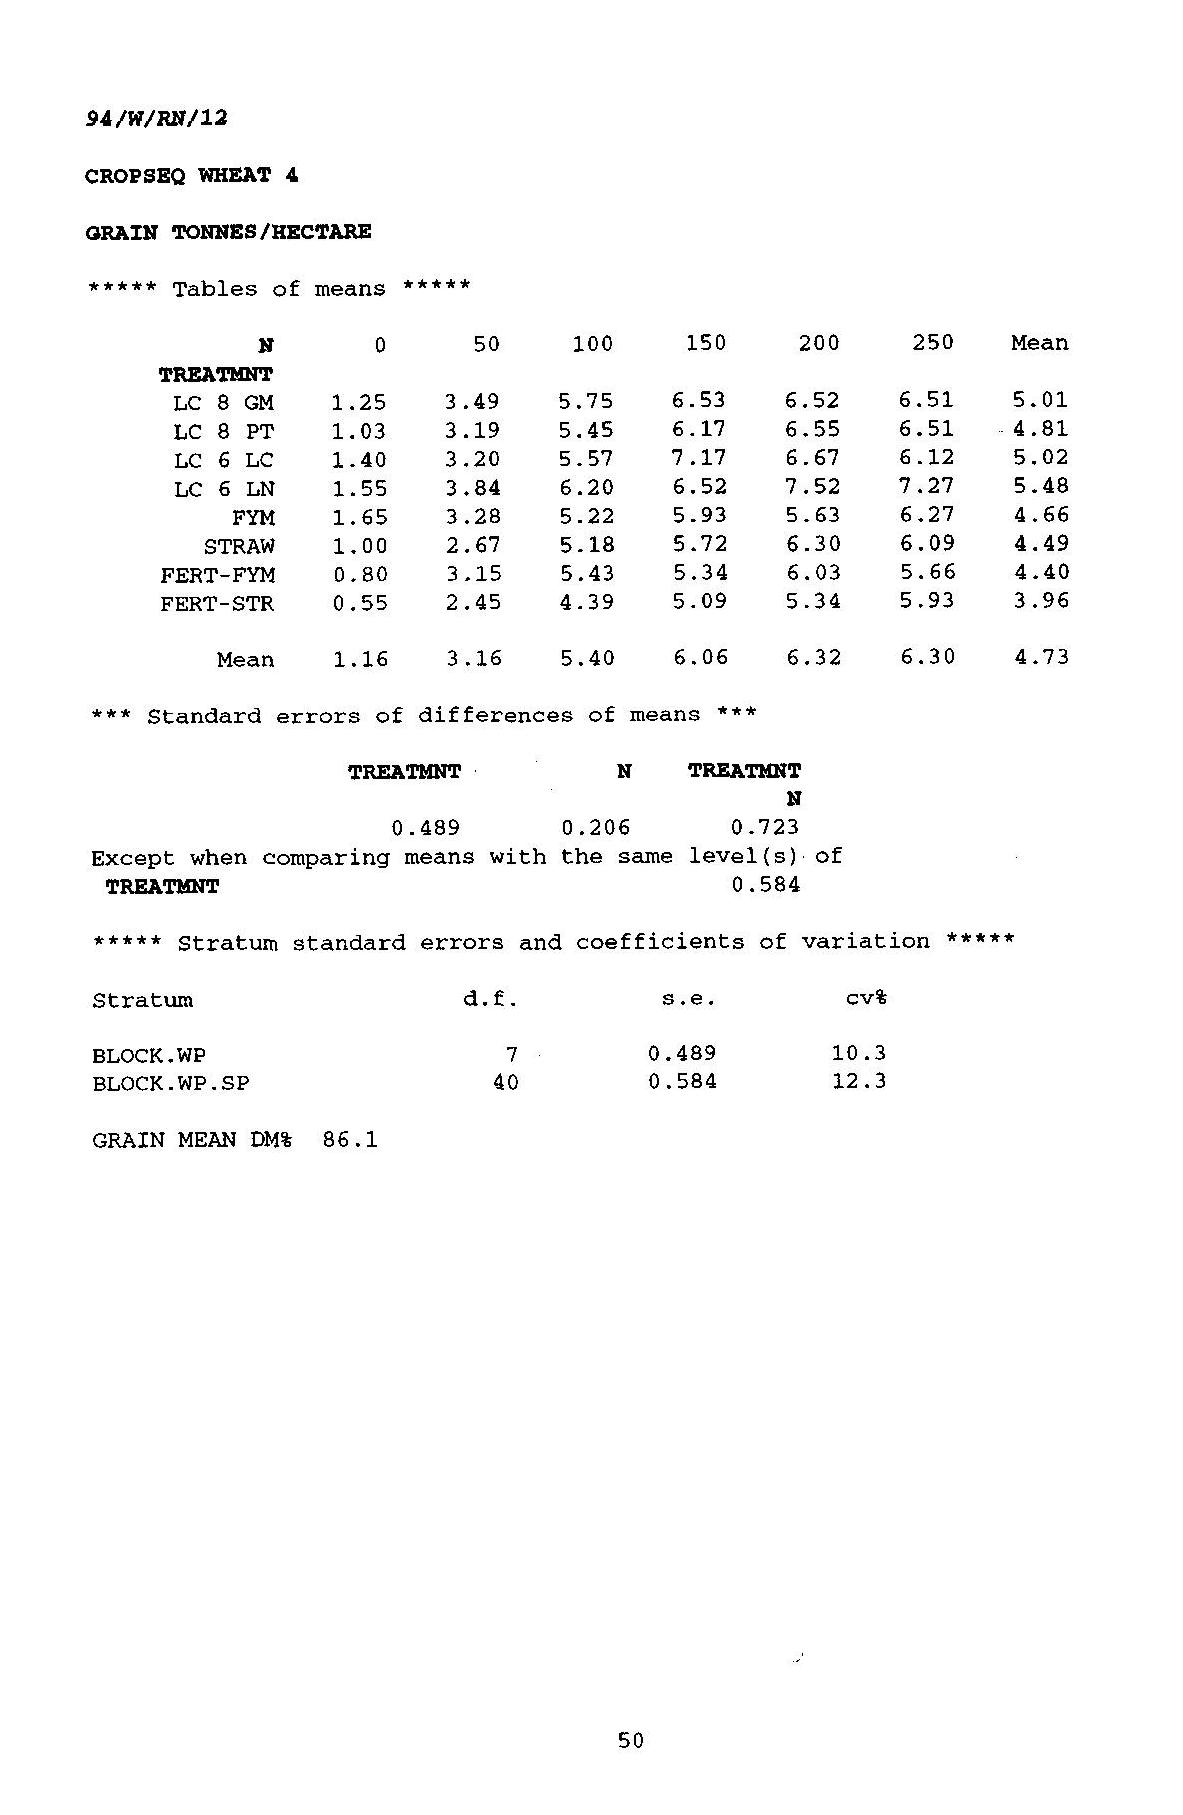 94/W/RN/12
CROPSEQ WHEAT 4
GRAIN TONNES/HECTARE
***** Tables of means *****
N 0 50 100 150 200 250 Mean
TREATMNT
LC 8 GM 1.25 3.49 5.75 6.53 6.52 6.51 5.01
LC 8 PT 1.03 3.19 5.45 6.17 6.55 6.51 4.81
LC 6 LC 1.40 3.20 5.57 7.17 6.67 6.12 5.02
LC 6 LN 1.55 3.84 6.20 6.52 7.52 7.27 5.48
FYM 1.65 3.28 5.22 5.93 5.63 6.27 4.66
STRAW 1.00 2.67 5.18 5.72 6.30 6.09 4.49
FERT-FYM 0.80 3.15 5.43 5.34 6.03 5.66 4.40
FERT-STR 0.55 2.45 4.39 5.09 5.34 5.93 3.96
Mean 1.16 3.16 5.40 6.06 6.32 6.30 4.73
*** Standard errors of differences of means ***
TREATMNT N TREATMNT
N
0.489 0.206 0.723
Except when comparing means with the same level(s) of
TREATMNT 0.584
***** Stratum standard errors and coefficients of variation *****
Stratum d.f. s.e. cv%
BLOCK.WP 7 0.489 10.3
BLOCK.WP.SP 40 0.584 12.3
GRAIN MEAN DM% 86.1
50